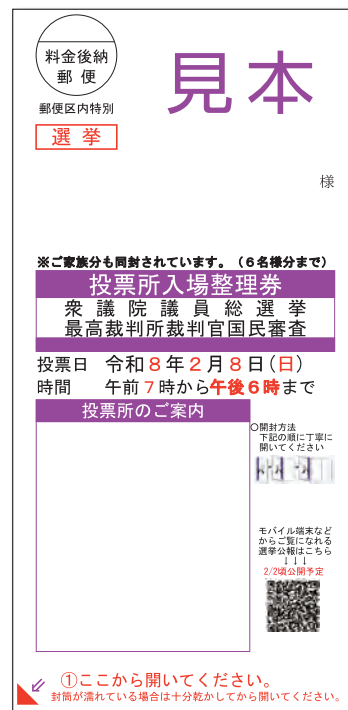 料金後納
郵便
郵便区内特別
選挙
見本
様
※ご家族分も同封されています。（６名様分まで）
投票所入場整理券
衆議院議員総選挙
最高裁判所裁判官国民審査
投票日　令和８年２月８日（日）
時間　午前７時から午後６時まで
投票所のご案内
〇開封方法
下記の順に丁寧に
開いてください
モバイル端末など
からご覧になれる
選挙公報はこちら
↓↓↓
2/2頃公開予定
①ここから開いてください。
封筒が濡れている場合は十分乾かしてから開いてください。